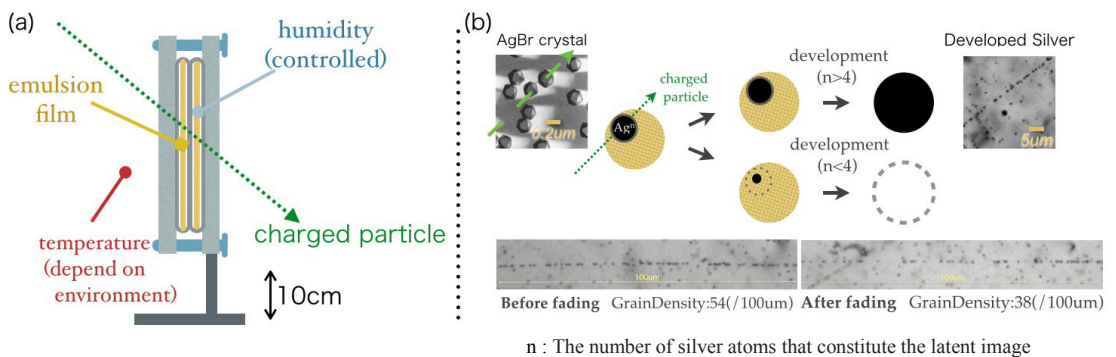 (a)
humidity
(controlled)
emulsion
film
temperature
(depend on
environment)
charged particle
10cm
(b)
AgBr crystal
0.2um
charged
particle
Agⁿ
development
(n>4)
development
(n<4)
Developed Silver
5um
100um
100um
Before fading GrainDensity:54(/100um)
After fading GrainDensity:38(/100um)
n : The number of silver atoms that constitute the latent image